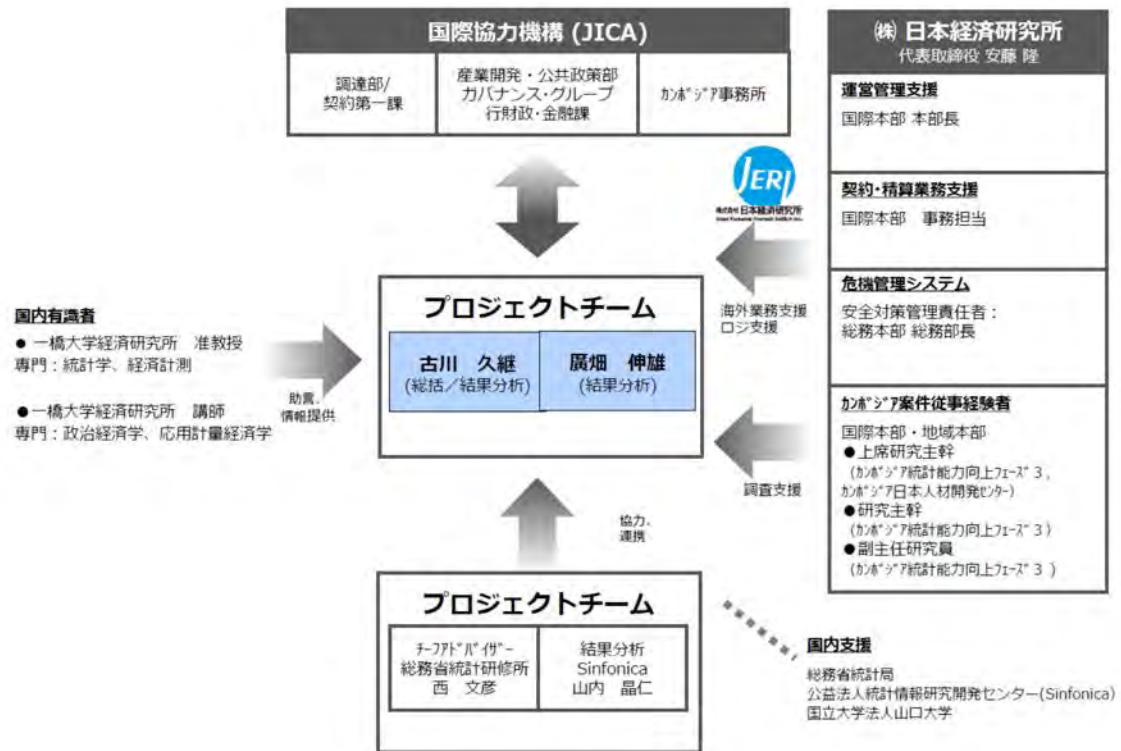 国際協力機構 (JICA)
調達部/
契約第一課
産業開発・公共政策部
ガバナンス・グループ
行財政・金融課
ｶﾝﾎﾞｼﾞｱ事務所
㈱ 日本経済研究所
代表取締役 安藤 隆
運営管理支援
国際本部 本部長
契約・精算業務支援
国際本部　事務担当
危機管理システム
安全対策管理責任者：
総務本部 総務部長
ｶﾝﾎﾞｼﾞｱ案件従事経験者
国際本部・地域本部
●上席研究主幹
（ｶﾝﾎﾞｼﾞｱ統計能力向上ﾌｪｰｽﾞ３，
ｶﾝﾎﾞｼﾞｱ日本人材開発ｾﾝﾀｰ）
●研究主幹
（ｶﾝﾎﾞｼﾞｱ統計能力向上ﾌｪｰｽﾞ３）
●副主任研究員
（ｶﾝﾎﾞｼﾞｱ統計能力向上ﾌｪｰｽﾞ３ ）
JERI
株式会社 日本経済研究所
海外業務支援
ロジ支援
プロジェクトチーム
古川　久継
(総括／結果分析)
廣畑　伸雄
(結果分析)
国内有識者
● 一橋大学経済研究所　准教授
専門：統計学、経済計測
●一橋大学経済研究所　講師
専門：政治経済学、応用計量経済学
助言、
情報提供
調査支援
協力、
連携
プロジェクトチーム
ﾁｰﾌｱﾄﾞﾊﾞｲｻﾞｰ
総務省統計研修所
西　文彦
結果分析
Sinfonica
山内　晶仁
国内支援
総務省統計局
公益法人統計情報研究開発センター(Sinfonica)
国立大学法人山口大学